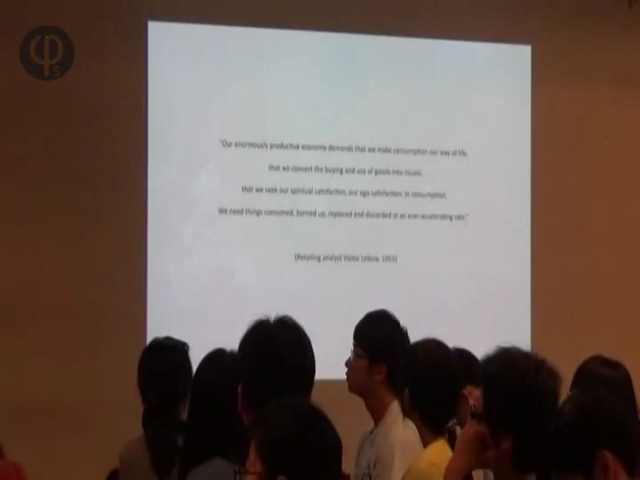 φ5
"Our enormously productive economy demands that we make consumption our way of life,
that we convert the buying and use of goods into rituals,
that we seek our spiritual satisfaction, our ego satisfaction, in consumption.
We need things consumed, burned up, replaced and discarded at an ever-accelerating rate."
(Retailing analyst Victor Lebow, 1955)